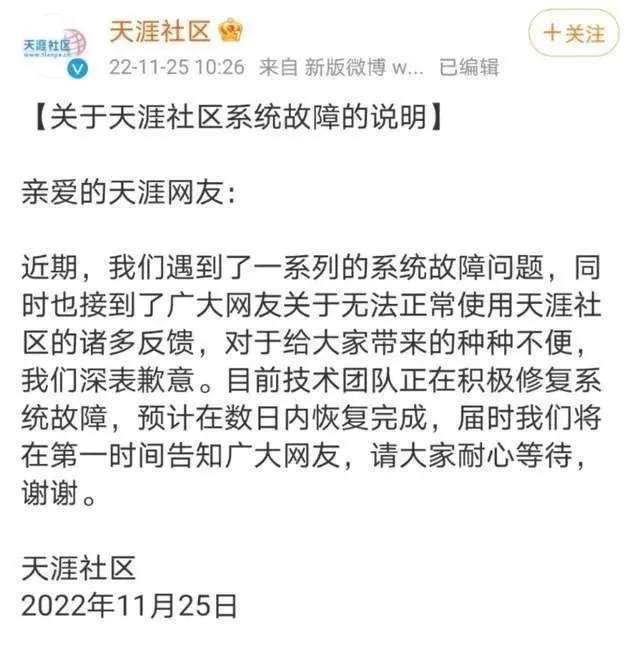 天涯社区
www.tianya.cn
天涯社区
22-11-25 10:26 来自 新版微博 w... 已编辑
+关注
【关于天涯社区系统故障的说明】
亲爱的天涯网友:
近期，我们遇到了一系列的系统故障问题，同
时也接到了广大网友关于无法正常使用天涯社
区的诸多反馈，对于给大家带来的种种不便，
我们深表歉意。目前技术团队正在积极修复系
统故障，预计在数日内恢复完成，届时我们将
在第一时间告知广大网友，请大家耐心等待，
谢谢。
天涯社区
2022年11月25日